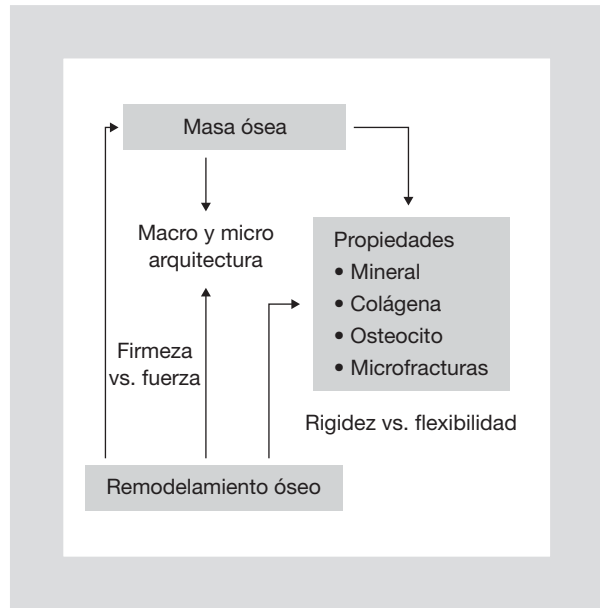 Masa ósea
Macro y micro
arquitectura
Propiedades
• Mineral
• Colágena
• Osteocito
• Microfracturas
Firmeza
vs. fuerza
Rigidez vs. flexibilidad
Remodelamiento óseo